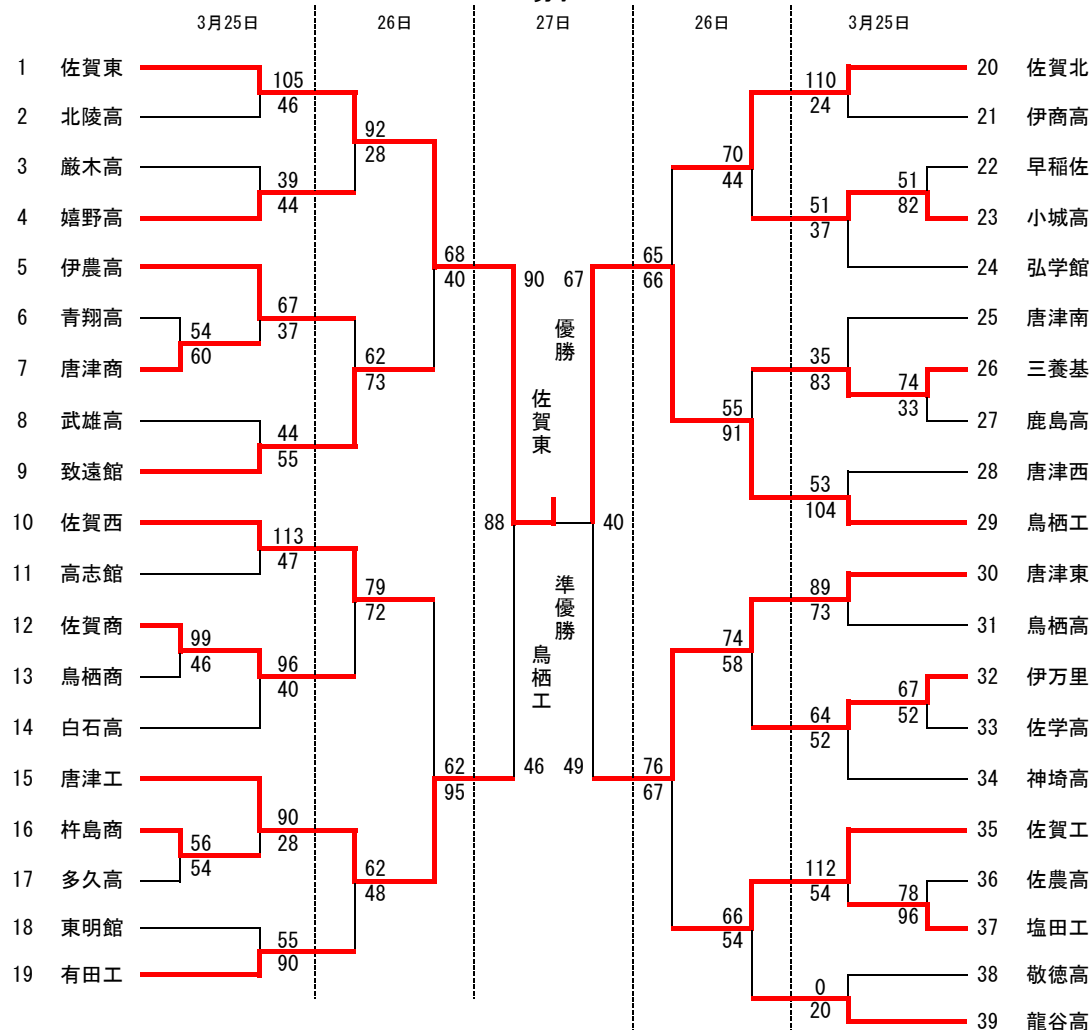 3月25日 26日 27日 26日 3月25日
1 佐賀東
2 北陵高
3 厳木高
4 嬉野高
5 伊農高
6 青翔高
7 唐津商
8 武雄高
9 致遠館
10 佐賀西
11 高志館
12 佐賀商
13 鳥栖商
14 白石高
15 唐津工
16 杵島商
17 多久高
18 東明館
19 有田工
105
46
39
44
54
60
67
37
44
55
113
47
99
46
96
40
56
54
90
28
55
90
92
28
62
73
79
72
62
48
68
40
62
95
90 67
優勝
佐賀東
88 40
準優勝
鳥栖工
46 49
65
66
76
67
70
44
55
91
74
58
66
54
110
24
51
37
51
82
35
83
74
33
53
104
89
73
64
52
67
52
112
54
78
96
0
20
20 佐賀北
21 伊商高
22 早稲佐
23 小城高
24 弘学館
25 唐津南
26 三養基
27 鹿島高
28 唐津西
29 鳥栖工
30 唐津東
31 鳥栖高
32 伊万里
33 佐学高
34 神埼高
35 佐賀工
36 佐農高
37 塩田工
38 敬徳高
39 龍谷高